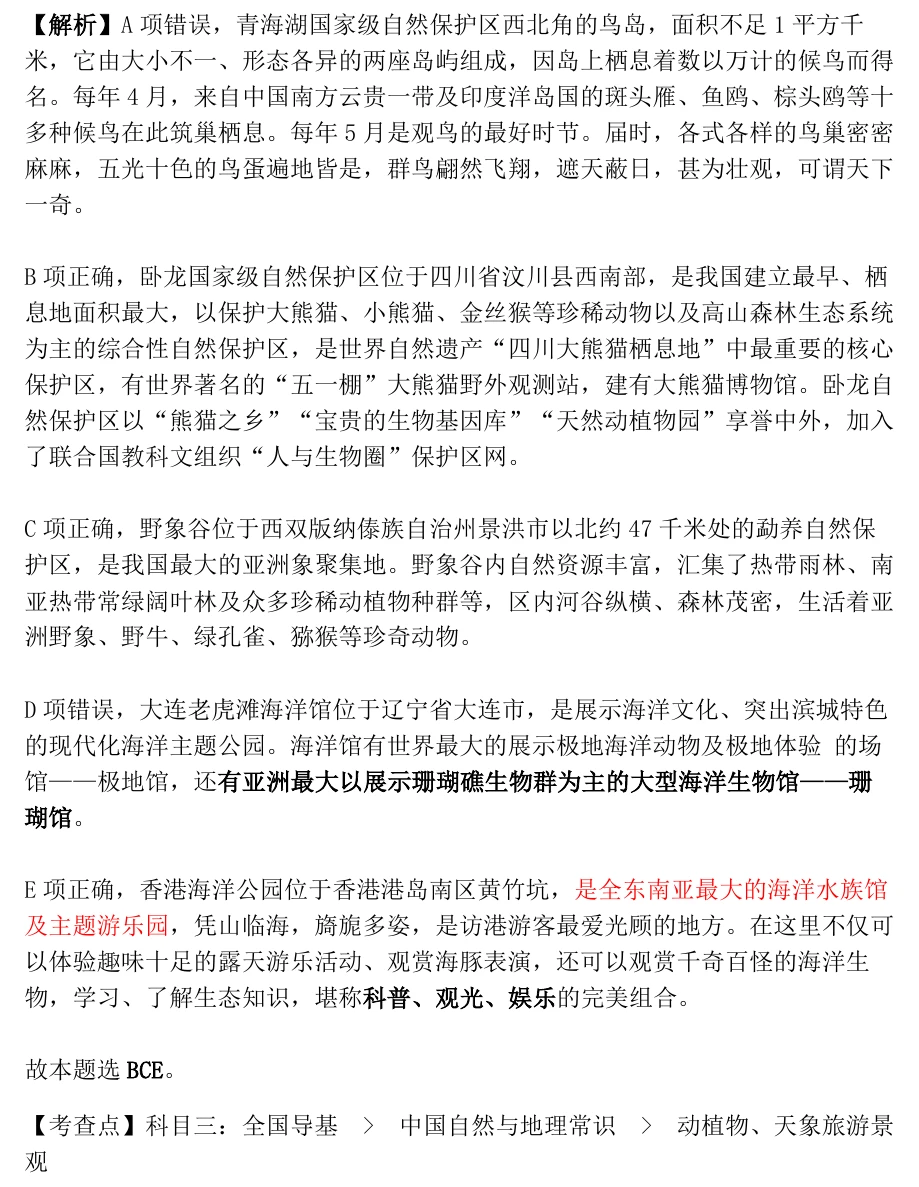 【解析】A 项错误，青海湖国家级自然保护区西北角的鸟岛，面积不足 1 平方千
米，它由大小不一、形态各异的两座岛屿组成，因岛上栖息着数以万计的候鸟而得
名。每年 4 月，来自中国南方云贵一带及印度洋岛国的斑头雁、鱼鸥、棕头鸥等十
多种候鸟在此筑巢栖息。每年 5 月是观鸟的最好时节。届时，各式各样的鸟巢密密
麻麻，五光十色的鸟蛋遍地皆是，群鸟翩然飞翔，遮天蔽日，甚为壮观，可谓天下
一奇。
B 项正确，卧龙国家级自然保护区位于四川省汶川县西南部，是我国建立最早、栖
息地面积最大，以保护大熊猫、小熊猫、金丝猴等珍稀动物以及高山森林生态系统
为主的综合性自然保护区，是世界自然遗产“四川大熊猫栖息地”中最重要的核心
保护区，有世界著名的“五一棚”大熊猫野外观测站，建有大熊猫博物馆。卧龙自
然保护区以“熊猫之乡”“宝贵的生物基因库”“天然动植物园”享誉中外，加入
了联合国教科文组织“人与生物圈”保护区网。
C 项正确，野象谷位于西双版纳傣族自治州景洪市以北约 47 千米处的勐养自然保
护区，是我国最大的亚洲象聚集地。野象谷内自然资源丰富，汇集了热带雨林、南
亚热带常绿阔叶林及众多珍稀动植物种群等，区内河谷纵横、森林茂密，生活着亚
洲野象、野牛、绿孔雀、猕猴等珍奇动物。
D 项错误，大连老虎滩海洋馆位于辽宁省大连市，是展示海洋文化、突出滨城特色
的现代化海洋主题公园。海洋馆有世界最大的展示极地海洋动物及极地体验 的场
馆——极地馆，还有亚洲最大以展示珊瑚礁生物群为主的大型海洋生物馆——珊
瑚馆。
E 项正确，香港海洋公园位于香港港岛南区黄竹坑，是全东南亚最大的海洋水族馆
及主题游乐园，凭山临海，旖旎多姿，是访港游客最爱光顾的地方。在这里不仅可
以体验趣味十足的露天游乐活动、观赏海豚表演，还可以观赏千奇百怪的海洋生
物，学习、了解生态知识，堪称科普、观光、娱乐的完美组合。
故本题选 BCE。
【考查点】科目三：全国导基 > 中国自然与地理常识 > 动植物、天象旅游景
观